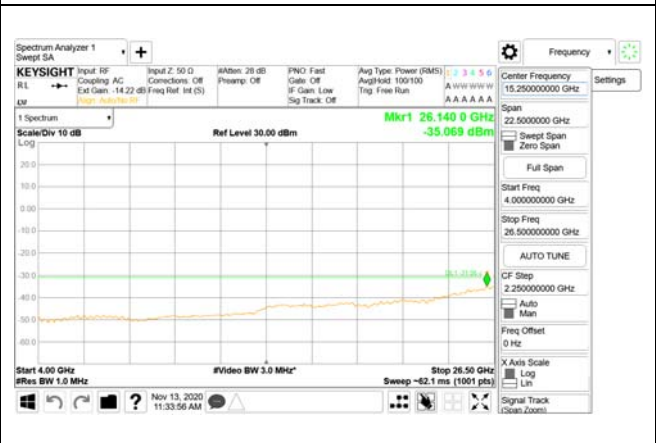 Spectrum Analyzer 1
Swept SA
Frequency
KEYSIGHT
RL
Input: RF
Coupling: AC
Ext Gain: -14.22 dB
Align: Auto/No RF
Input Z: 50 Ω
Corrections: Off
Freq Ref: Int (S)
#Atten: 28 dB
Preamp: Off
PNO: Fast
Gate: Off
IF Gain: Low
Sig Track: Off
Avg Type: Power (RMS)
Avg|Hold: 100/100
Trig: Free Run
1 2 3 4 5 6
A W W W W W
A A A A A A
Center Frequency
15.250000000 GHz
Settings
Span
22.5000000 GHz
Swept Span
Zero Span
Full Span
Start Freq
4.000000000 GHz
Stop Freq
26.500000000 GHz
AUTO TUNE
CF Step
2.250000000 GHz
Auto
Man
Freq Offset
0 Hz
X Axis Scale
Log
Lin
Signal Track
(Span Zoom)
1 Spectrum
Scale/Div 10 dB
Ref Level 30.00 dBm
Mkr1 26.140 0 GHz
-35.069 dBm
Log
20.0
10.0
0.00
-10.0
-20.0
-30.0
-40.0
-50.0
-60.0
Start 4.00 GHz
#Res BW 1.0 MHz
#Video BW 3.0 MHz*
Stop 26.50 GHz
Sweep ~62.1 ms (1001 pts)
Nov 13, 2020
11:33:56 AM